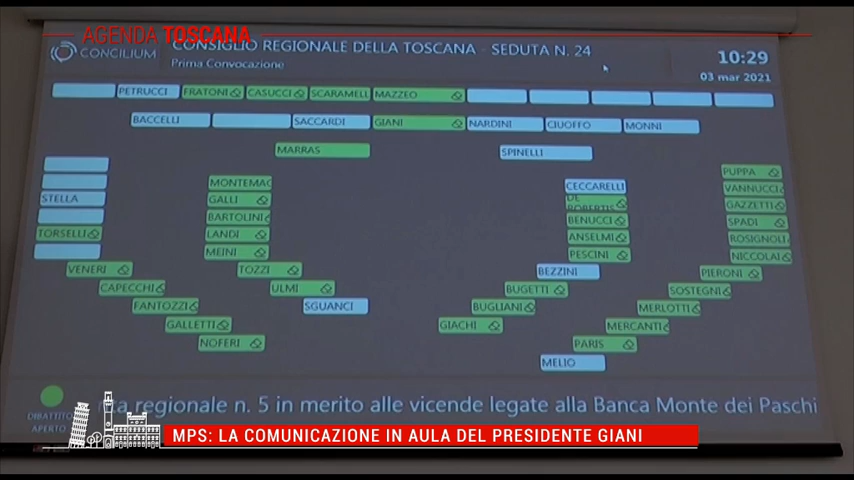 AGENDA TOSCANA
CONCILIUM
CONSIGLIO REGIONALE DELLA TOSCANA - SEDUTA N. 24
Prima Convocazione
10:29
03 mar 2021
PETRUCCI FRATONI CASUCCI SCARAMELL MAZZEO
BACCELLI SACCARDI GIANI NARDINI CIUOFFO MONNI
MARRAS SPINELLI
STELLA
TORSELLI
VENERI
CAPECCHI
FANTOZZI
GALLETTI
NOFERI
MONTEMAG
GALLI
BARTOLINI
LANDI
MEINI
TOZZI
ULMI
SGUANCI
CECCARELLI
DE ROBERTIS
BENUCCI
ANSELMI
PESCINI
BEZZINI
BUGETTI
BUGLIANI
GIACHI
PUPPA
VANNUCCI
GAZZETTI
SPADI
ROSIGNOLI
NICCOLAI
PIERONI
SOSTEGNI
MERLOTTI
MERCANTI
PARIS
MELIO
DIBATTITO
APERTO
nta regionale n. 5 in merito alle vicende legate alla Banca Monte dei Paschi
MPS: LA COMUNICAZIONE IN AULA DEL PRESIDENTE GIANI